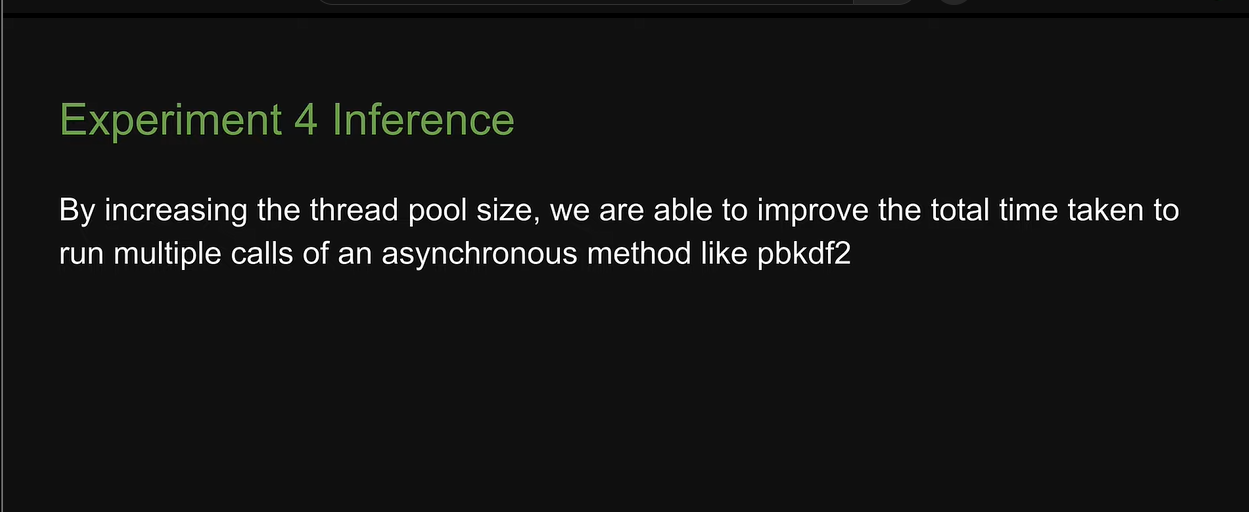 Experiment 4 Inference
By increasing the thread pool size, we are able to improve the total time taken to
run multiple calls of an asynchronous method like pbkdf2